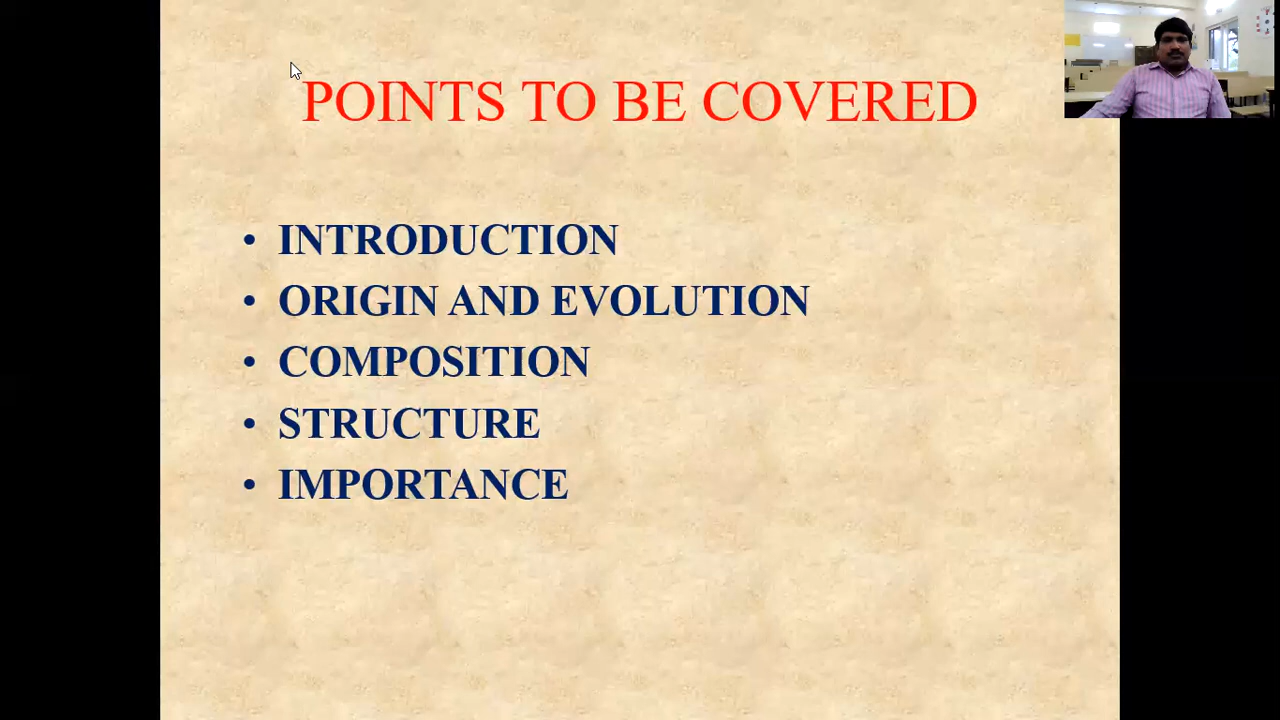 POINTS TO BE COVERED
• INTRODUCTION
• ORIGIN AND EVOLUTION
• COMPOSITION
• STRUCTURE
• IMPORTANCE